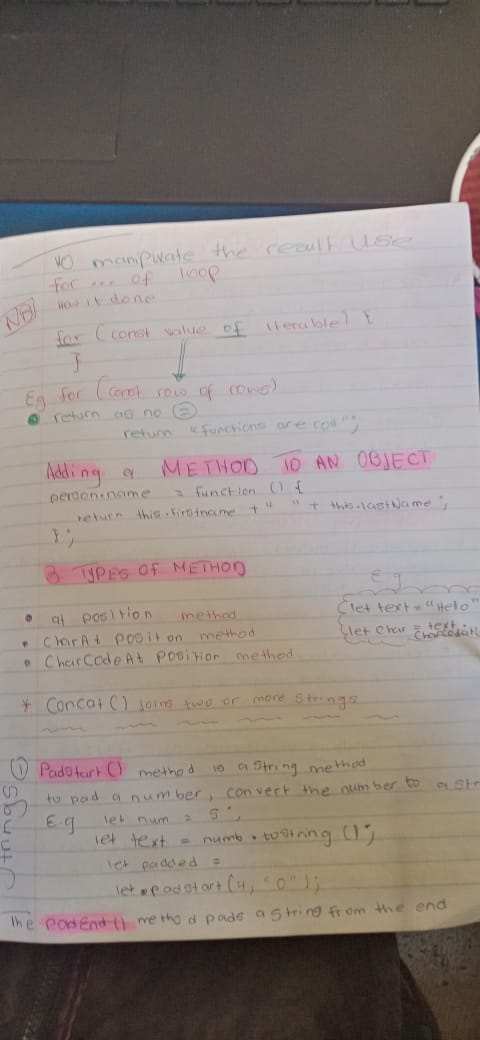 to manipulate the result use
for ... of loop
NB
Has it done
for (const value of iterable) {
}
Eg for (const row of rows)
return as no =
return "functions are cool";
Adding a METHOD TO AN OBJECT
person.name = function () {
return this.firstname + " " + this.lastName;
};
3 TYPES OF METHOD
Eg
at position method
let text = "Hello"
CharAt position method
let char = text.
CharCodeAt position method
* Concat() Joins two or more strings
① Padstart() method is a string method
to pad a number, convert the number to a str
E.g let num = 5;
let text = numb.toString();
let padded =
let.padstart(4, "0");
The padEnd() method pads a string from the end